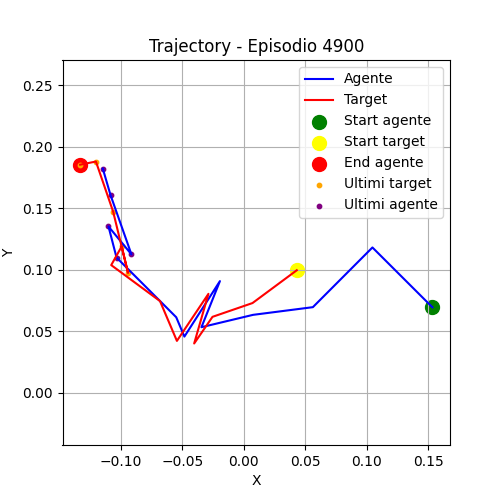 Trajectory - Episodio 4900
Agente
Target
Start agente
Start target
End agente
Ultimi target
Ultimi agente
0.25
0.20
0.15
0.10
0.05
0.00
Y
−0.10
−0.05
0.00
0.05
0.10
0.15
X